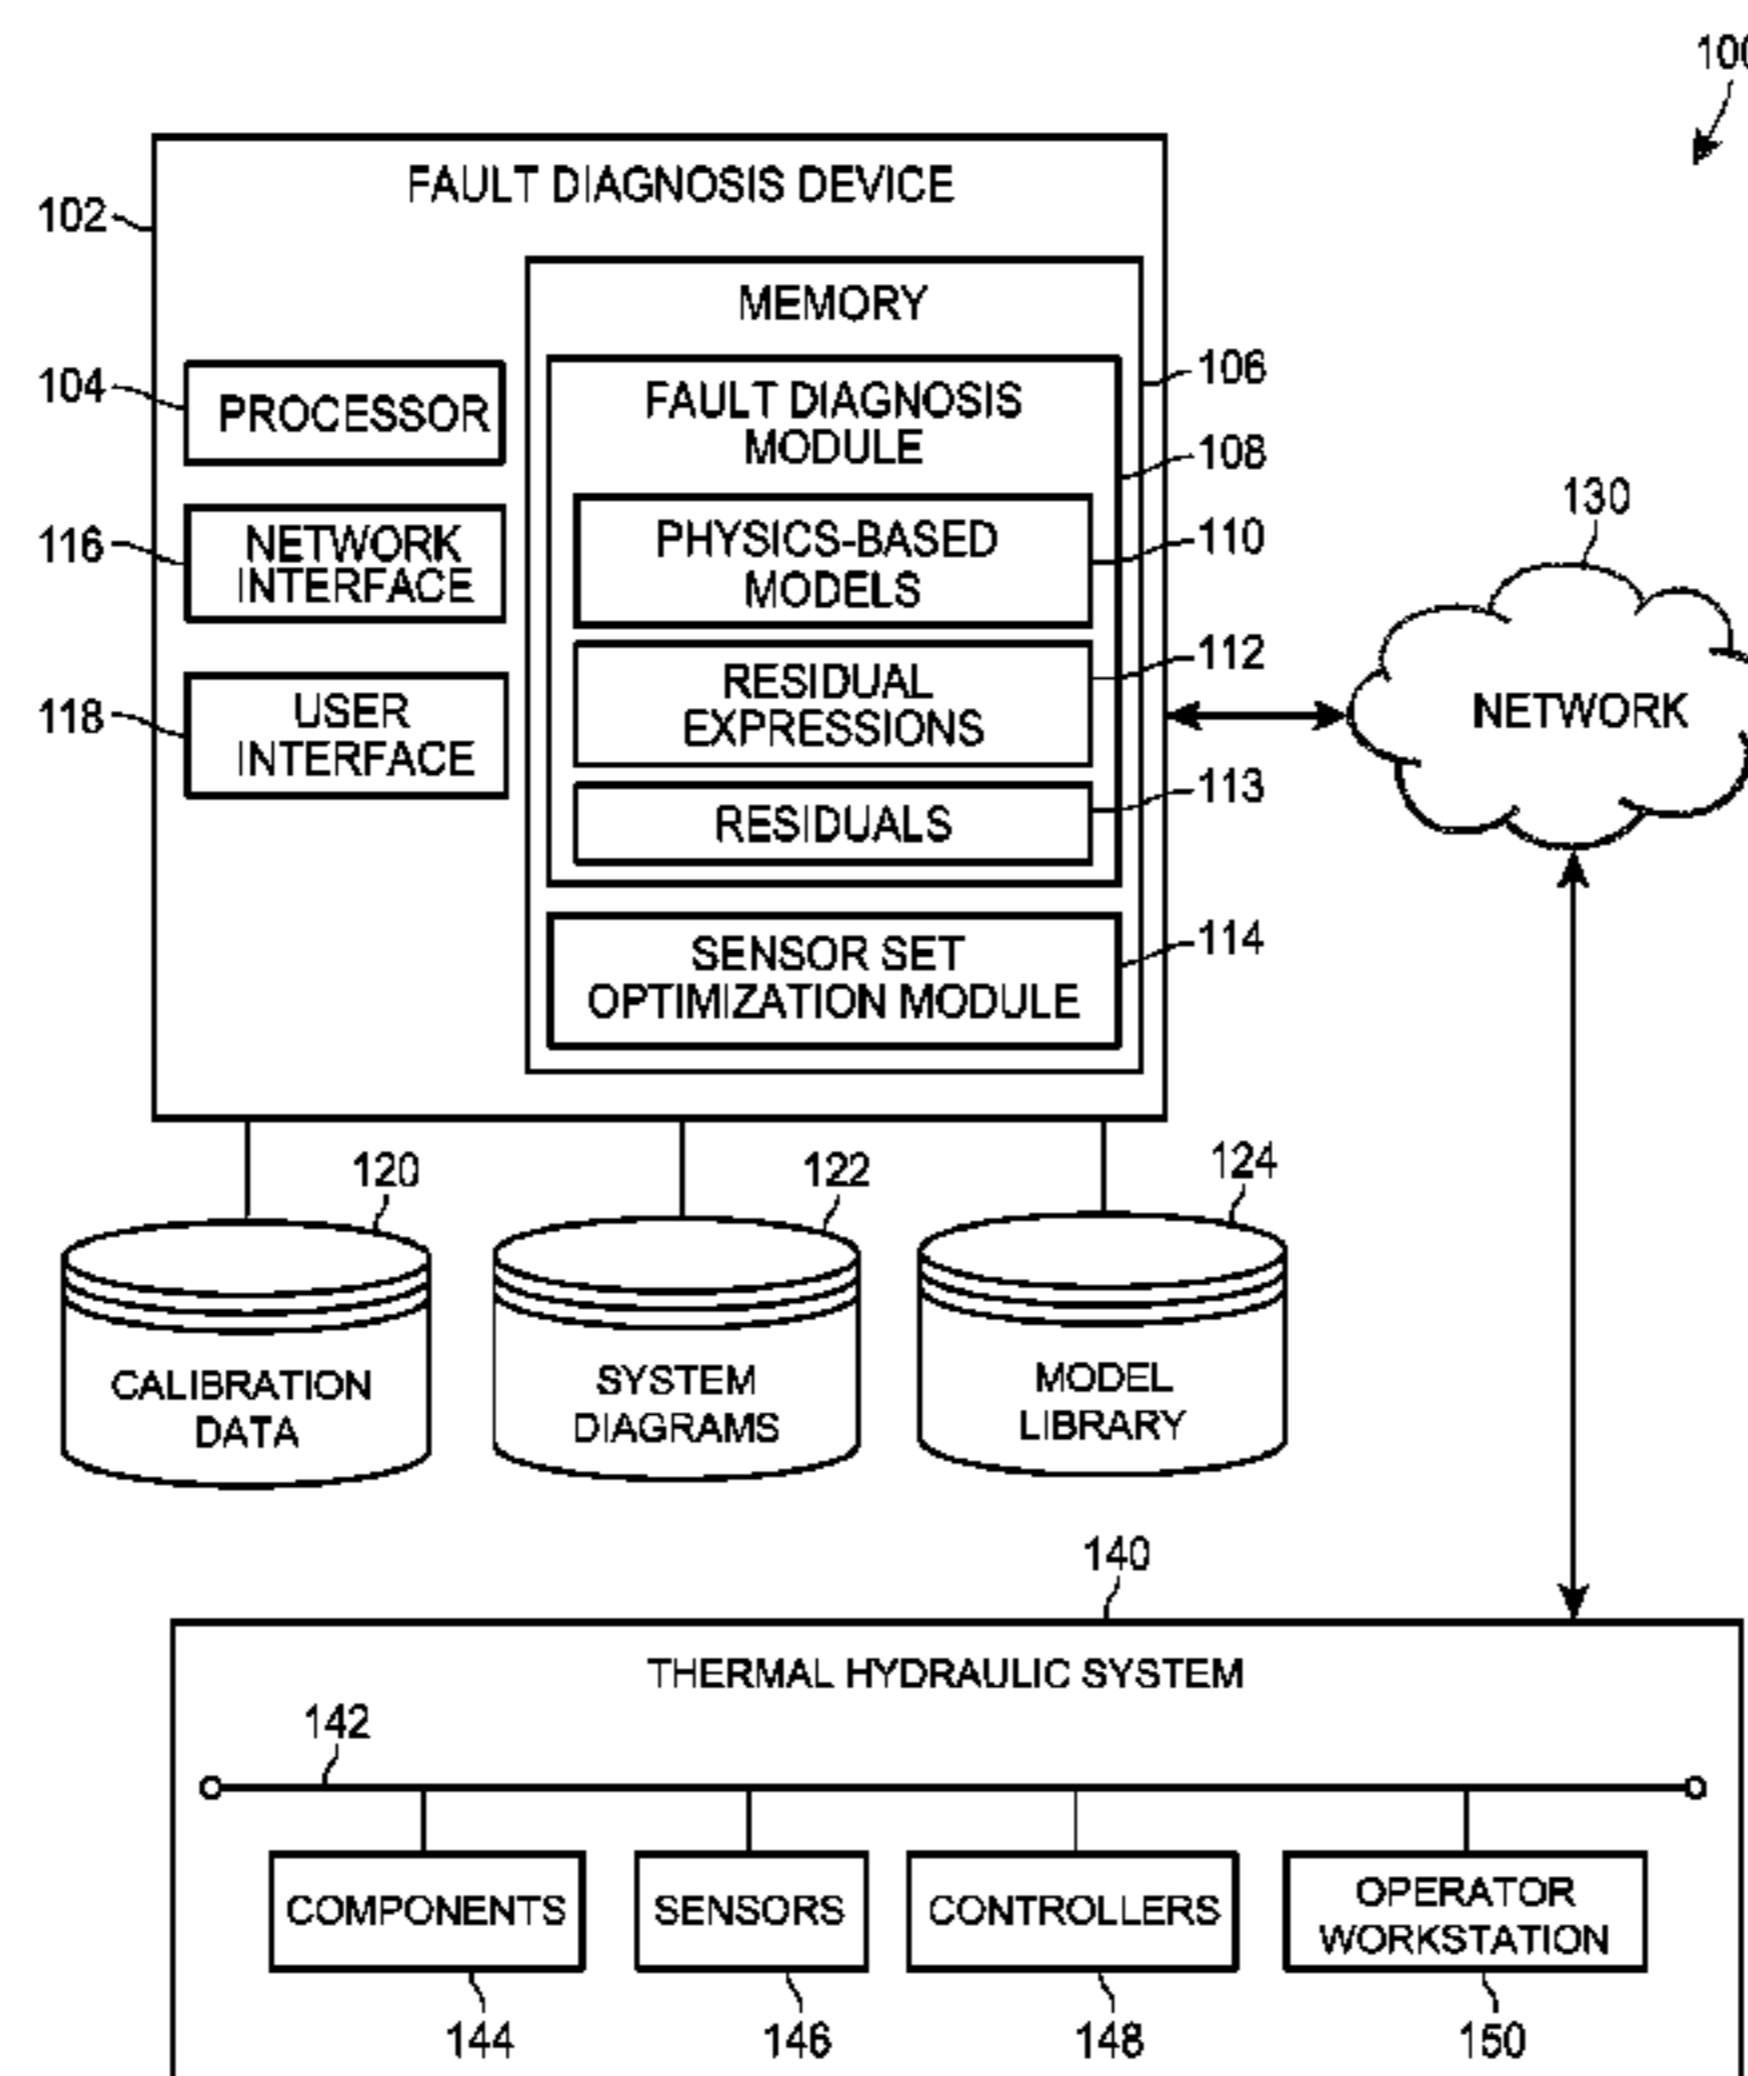 100
FAULT DIAGNOSIS DEVICE
102
MEMORY
104
PROCESSOR
FAULT DIAGNOSIS
MODULE
106
108
116
NETWORK
INTERFACE
PHYSICS-BASED
MODELS
110
130
118
USER
INTERFACE
RESIDUAL
EXPRESSIONS
112
NETWORK
RESIDUALS
113
SENSOR SET
OPTIMIZATION MODULE
114
120
122
124
CALIBRATION
DATA
SYSTEM
DIAGRAMS
MODEL
LIBRARY
140
THERMAL HYDRAULIC SYSTEM
142
COMPONENTS
SENSORS
CONTROLLERS
OPERATOR
WORKSTATION
144
146
148
150